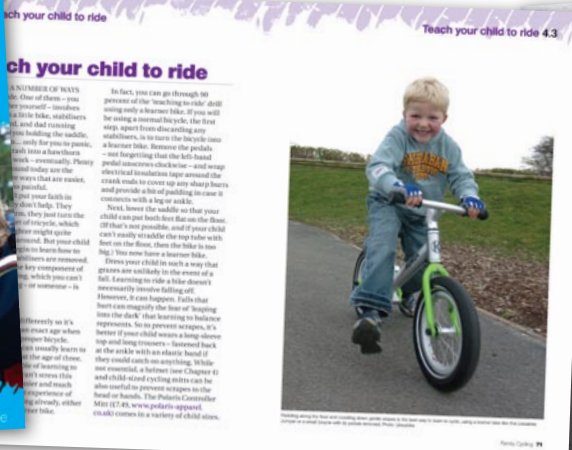 ach your child to ride
Teach your child to ride 4.3
ch your child to ride
A NUMBER OF WAYS
One of them – you
yourself – involves
a little bike, stabilisers
and dad running
you holding the saddle.
only for you to panic,
into a hawthorn
work – eventually. Plenty
around today are the
ways that are easier.
painful.
put your faith in
don't help. They
they just turn the
of tricycle, which
might quite
around. But your child
begin to learn how to
stabilisers are removed.
key component of
which you can't
– or someone – is
differently so it's
an exact age when
proper bicycle.
usually learn to
the age of three.
of learning to
stress this
and much
experience of
already, either
bike.
In fact, you can go through 90
percent of the 'teaching to ride' drill
using only a learner bike. If you will
be using a normal bicycle, the first
step, apart from discarding any
stabilisers, is to turn the bicycle into
a learner bike. Remove the pedals
– not forgetting that the left-hand
pedal unscrews clockwise – and wrap
electrical insulation tape around the
crank ends to cover up any sharp burrs
and provide a bit of padding in case it
connects with a leg or ankle.
Next, lower the saddle so that your
child can put both feet flat on the floor.
(If that's not possible, and if your child
can't easily straddle the top tube with
feet on the floor, then the bike is too
big.) You now have a learner bike.
Dress your child in such a way that
grazes are unlikely in the event of a
fall. Learning to ride a bike doesn't
necessarily involve falling off.
However, it can happen. Falls that
hurt can magnify the fear of 'leaping
into the dark' that learning to balance
represents. So to prevent scrapes, it's
better if your child wears a long-sleeve
top and long trousers – fastened back
at the ankle with an elastic band if
they could catch on anything. While
not essential, a helmet (see Chapter 4)
and child-sized cycling mitts can be
also useful to prevent scrapes to the
head or hands. The Polaris Controller
Mitt (£7.49, www.polaris-apparel.
co.uk) comes in a variety of child sizes.
Family Cycling 71